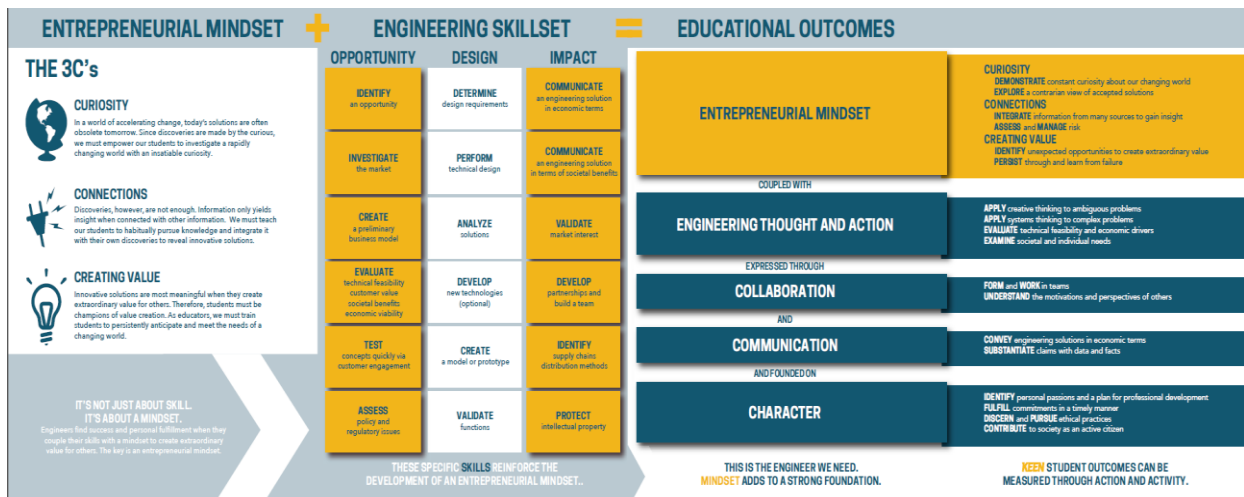 ENTREPRENEURIAL MINDSET + ENGINEERING SKILLSET = EDUCATIONAL OUTCOMES
THE 3C's
CURIOSITY
In a world of accelerating change, today's solutions are often
obsolete tomorrow. Since discoveries are made by the curious,
we must empower our students to investigate a rapidly
changing world with an insatiable curiosity.
CONNECTIONS
Discoveries, however, are not enough. Information only yields
insight when connected with other information. We must teach
our students to habitually pursue knowledge and integrate it
with their own discoveries to reveal innovative solutions.
CREATING VALUE
Innovative solutions are most meaningful when they create
extraordinary value for others. Therefore, students must be
champions of value creation. As educators, we must train
students to persistently anticipate and meet the needs of a
changing world.
IT'S NOT JUST ABOUT SKILL.
IT'S ABOUT A MINDSET.
Engineers find success and personal fulfillment when they
couple their skills with a mindset to create extraordinary
value for others. The key is an entrepreneurial mindset.
OPPORTUNITY
IDENTIFY
an opportunity
INVESTIGATE
the market
CREATE
a preliminary
business model
EVALUATE
technical feasibility
customer value
societal benefits
economic viability
TEST
concepts quickly via
customer engagement
ASSESS
policy and
regulatory issues
DESIGN
DETERMINE
design requirements
PERFORM
technical design
ANALYZE
solutions
DEVELOP
new technologies
(optional)
CREATE
a model or prototype
VALIDATE
functions
IMPACT
COMMUNICATE
an engineering solution
in economic terms
COMMUNICATE
an engineering solution
in terms of societal benefits
VALIDATE
market interest
DEVELOP
partnerships and
build a team
IDENTIFY
supply chains
distribution methods
PROTECT
intellectual property
THESE SPECIFIC SKILLS REINFORCE THE
DEVELOPMENT OF AN ENTREPRENEURIAL MINDSET..
ENTREPRENEURIAL MINDSET
CURIOSITY
DEMONSTRATE constant curiosity about our changing world
EXPLORE a contrarian view of accepted solutions
CONNECTIONS
INTEGRATE information from many sources to gain insight
ASSESS and MANAGE risk
CREATING VALUE
IDENTIFY unexpected opportunities to create extraordinary value
PERSIST through and learn from failure
COUPLED WITH
ENGINEERING THOUGHT AND ACTION
APPLY creative thinking to ambiguous problems
APPLY systems thinking to complex problems
EVALUATE technical feasibility and economic drivers
EXAMINE societal and individual needs
EXPRESSED THROUGH
COLLABORATION
FORM and WORK in teams
UNDERSTAND the motivations and perspectives of others
AND
COMMUNICATION
CONVEY engineering solutions in economic terms
SUBSTANTIATE claims with data and facts
AND FOUNDED ON
CHARACTER
IDENTIFY personal passions and a plan for professional development
FULFILL commitments in a timely manner
DISCERN and PURSUE ethical practices
CONTRIBUTE to society as an active citizen
THIS IS THE ENGINEER WE NEED.
MINDSET ADDS TO A STRONG FOUNDATION.
KEEN STUDENT OUTCOMES CAN BE
MEASURED THROUGH ACTION AND ACTIVITY.